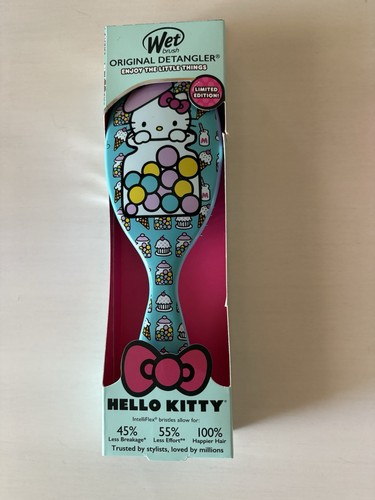 Wet
brush
ORIGINAL DETANGLER®
ENJOY THE LITTLE THINGS
LIMITED
EDITION!
HELLO KITTY®
IntelliFlex® bristles allow for:
45% 55% 100%
Less Breakage* Less Effort** Happier Hair
Trusted by stylists, loved by millions